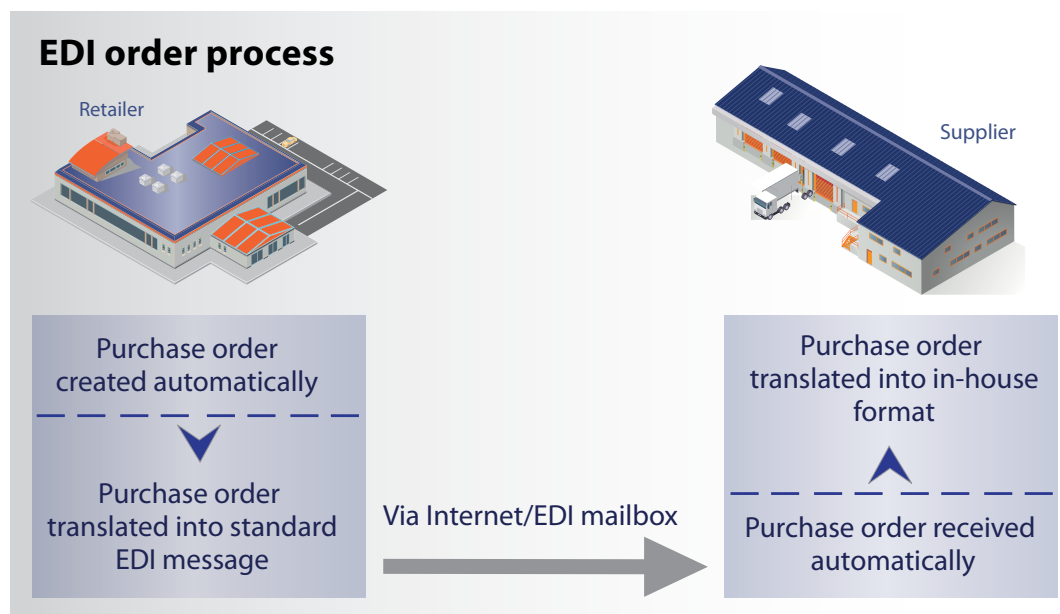 EDI order process
Retailer
Supplier
Purchase order
created automatically
Purchase order
translated into standard
EDI message
Via Internet/EDI mailbox
Purchase order
translated into in-house
format
Purchase order received
automatically